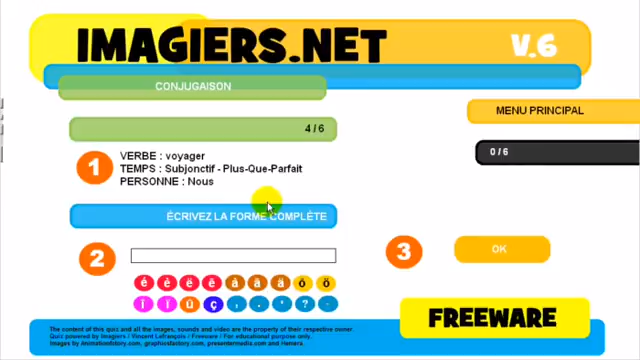 IMAGIERS.NET
V.6
CONJUGAISON
MENU PRINCIPAL
4 / 6
0 / 6
1
VERBE : voyager
TEMPS : Subjonctif - Plus-Que-Parfait
PERSONNE : Nous
ÉCRIVEZ LA FORME COMPLÈTE
2
3
OK
FREEWARE
The content of this quiz and all the images, sounds and video are the property of their respective owner
Quiz powered by Imagiers / Vincent Lefrançois / Freeware / For educational purpose only.